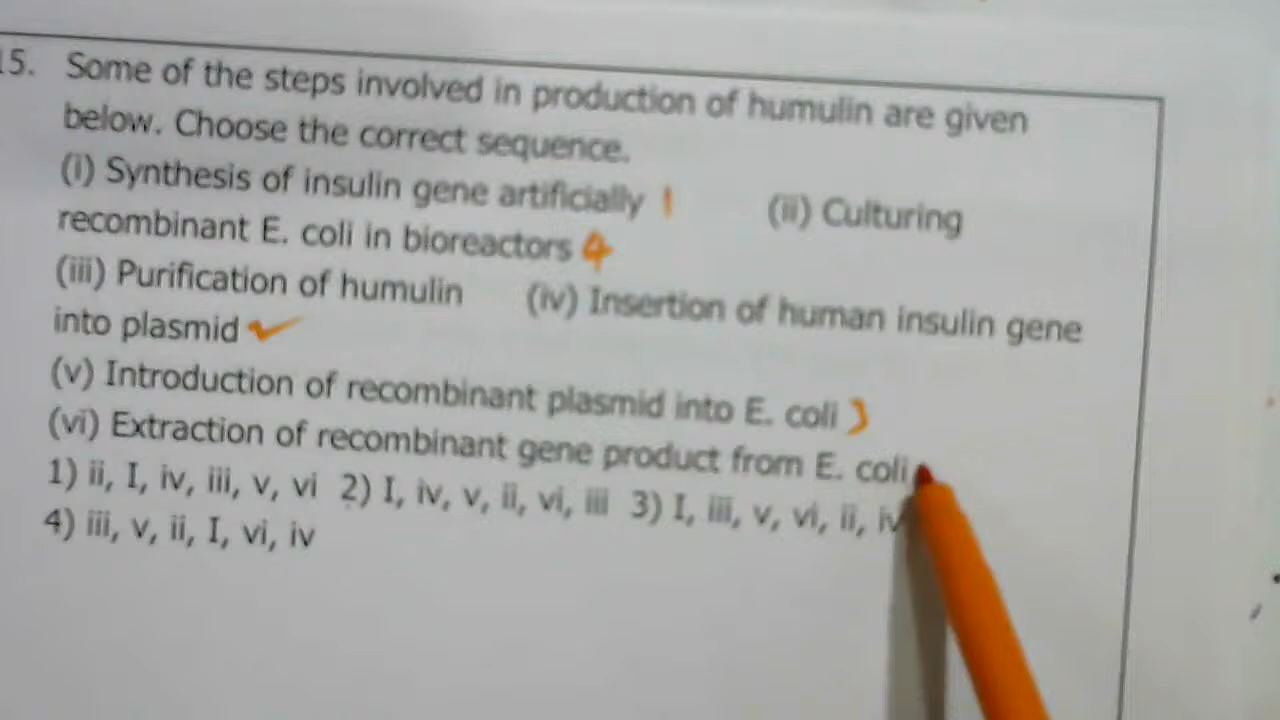 15. Some of the steps involved in production of humulin are given
below. Choose the correct sequence.
(i) Synthesis of insulin gene artificially 1 (ii) Culturing
recombinant E. coli in bioreactors 4
(iii) Purification of humulin (iv) Insertion of human insulin gene
into plasmid ✓
(v) Introduction of recombinant plasmid into E. coli 3
(vi) Extraction of recombinant gene product from E. coli
1) ii, I, iv, iii, v, vi 2) I, iv, v, ii, vi, iii 3) I, iii, v, vi, ii, iv
4) iii, v, ii, I, vi, iv